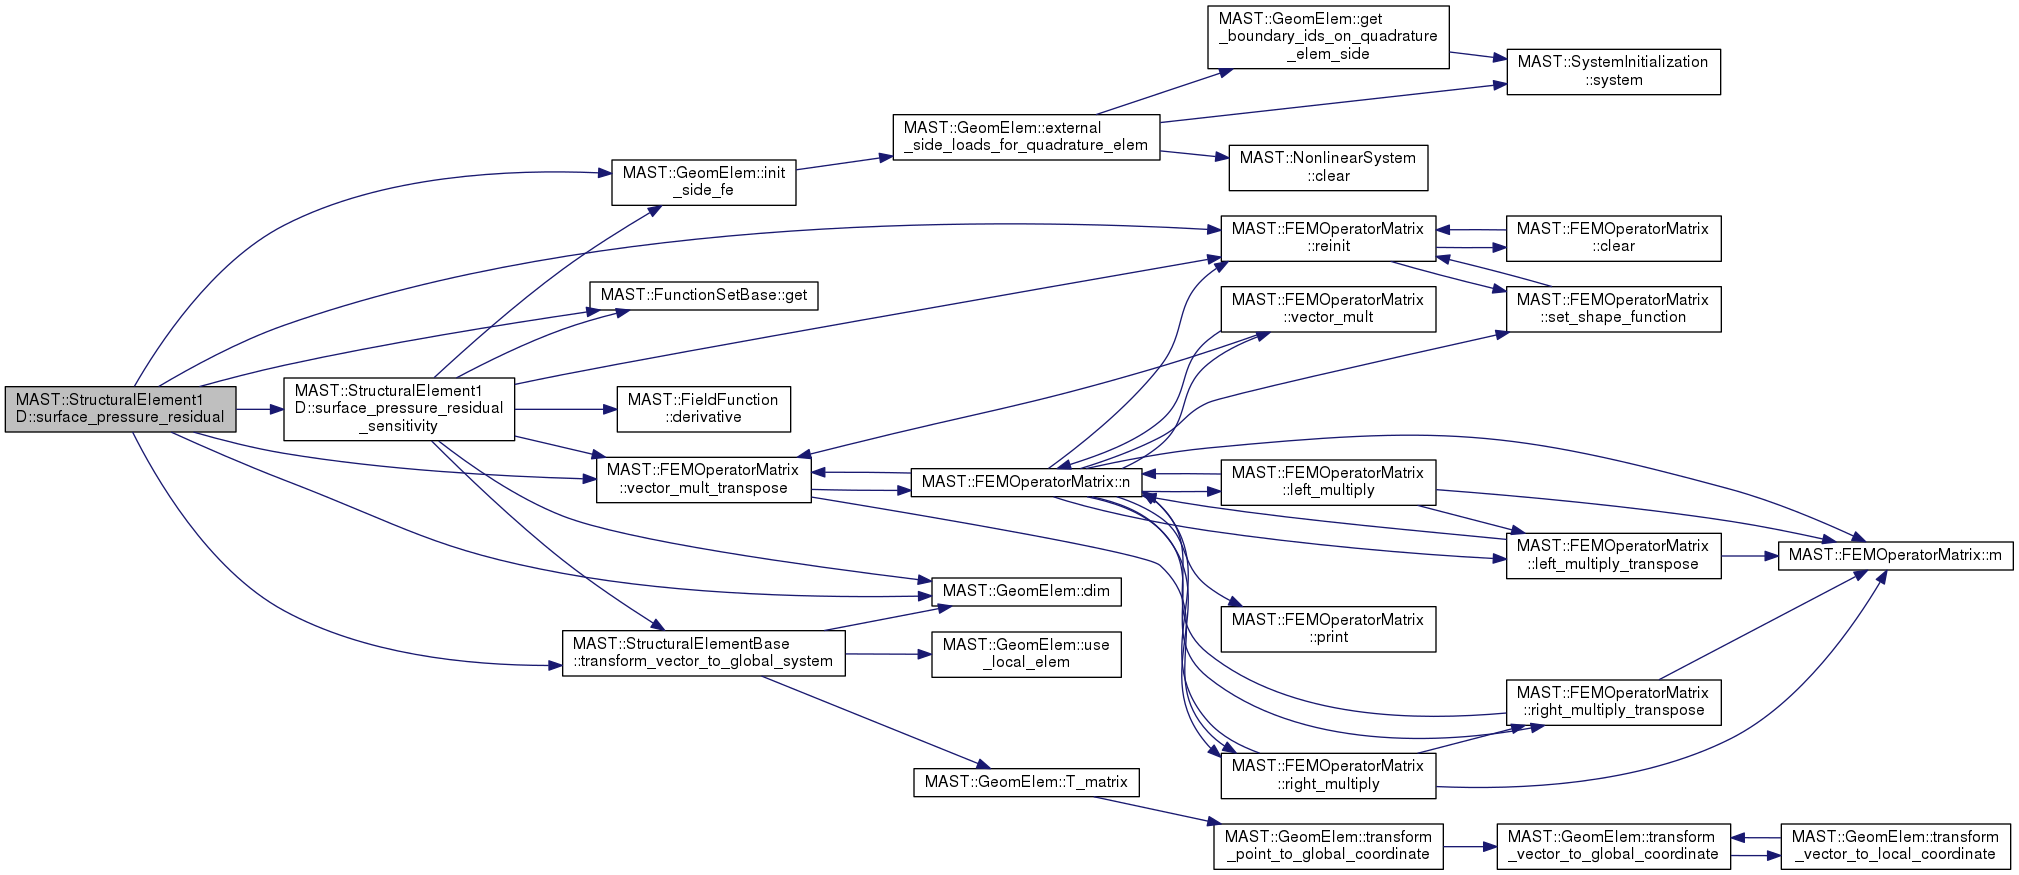 MAST::StructuralElement1
D::surface_pressure_residual
MAST::StructuralElement1
D::surface_pressure_residual
_sensitivity
MAST::GeomElem::init
_side_fe
MAST::FunctionSetBase::get
MAST::FieldFunction
::derivative
MAST::FEMOperatorMatrix
::vector_mult_transpose
MAST::StructuralElementBase
::transform_vector_to_global_system
MAST::GeomElem::external
_side_loads_for_quadrature_elem
MAST::FEMOperatorMatrix::n
MAST::GeomElem::dim
MAST::GeomElem::use
_local_elem
MAST::GeomElem::T_matrix
MAST::GeomElem::get
_boundary_ids_on_quadrature
_elem_side
MAST::NonlinearSystem
::clear
MAST::FEMOperatorMatrix
::reinit
MAST::FEMOperatorMatrix
::vector_mult
MAST::FEMOperatorMatrix
::left_multiply
MAST::FEMOperatorMatrix
::print
MAST::FEMOperatorMatrix
::right_multiply
MAST::GeomElem::transform
_point_to_global_coordinate
MAST::SystemInitialization
::system
MAST::FEMOperatorMatrix
::clear
MAST::FEMOperatorMatrix
::set_shape_function
MAST::FEMOperatorMatrix
::left_multiply_transpose
MAST::FEMOperatorMatrix
::right_multiply_transpose
MAST::GeomElem::transform
_vector_to_global_coordinate
MAST::FEMOperatorMatrix::m
MAST::GeomElem::transform
_vector_to_local_coordinate